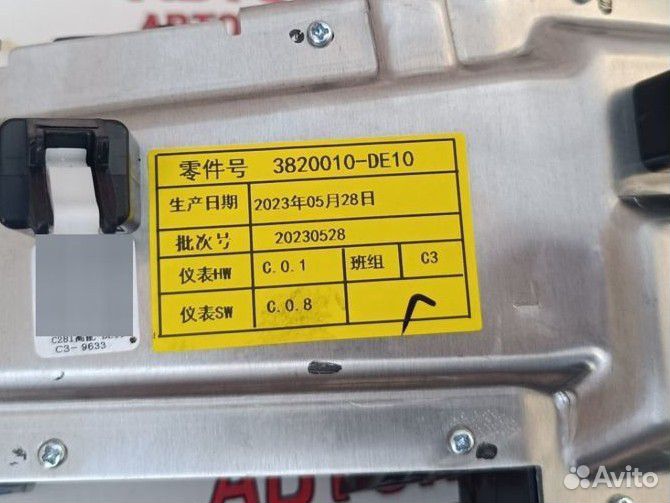 АВТО
零件号 3820010-DE10
生产日期 2023年05月28日
批次号 20230528
仪表HW C.0.1 班组 C3
仪表SW C.0.8
C3-9633
Avito